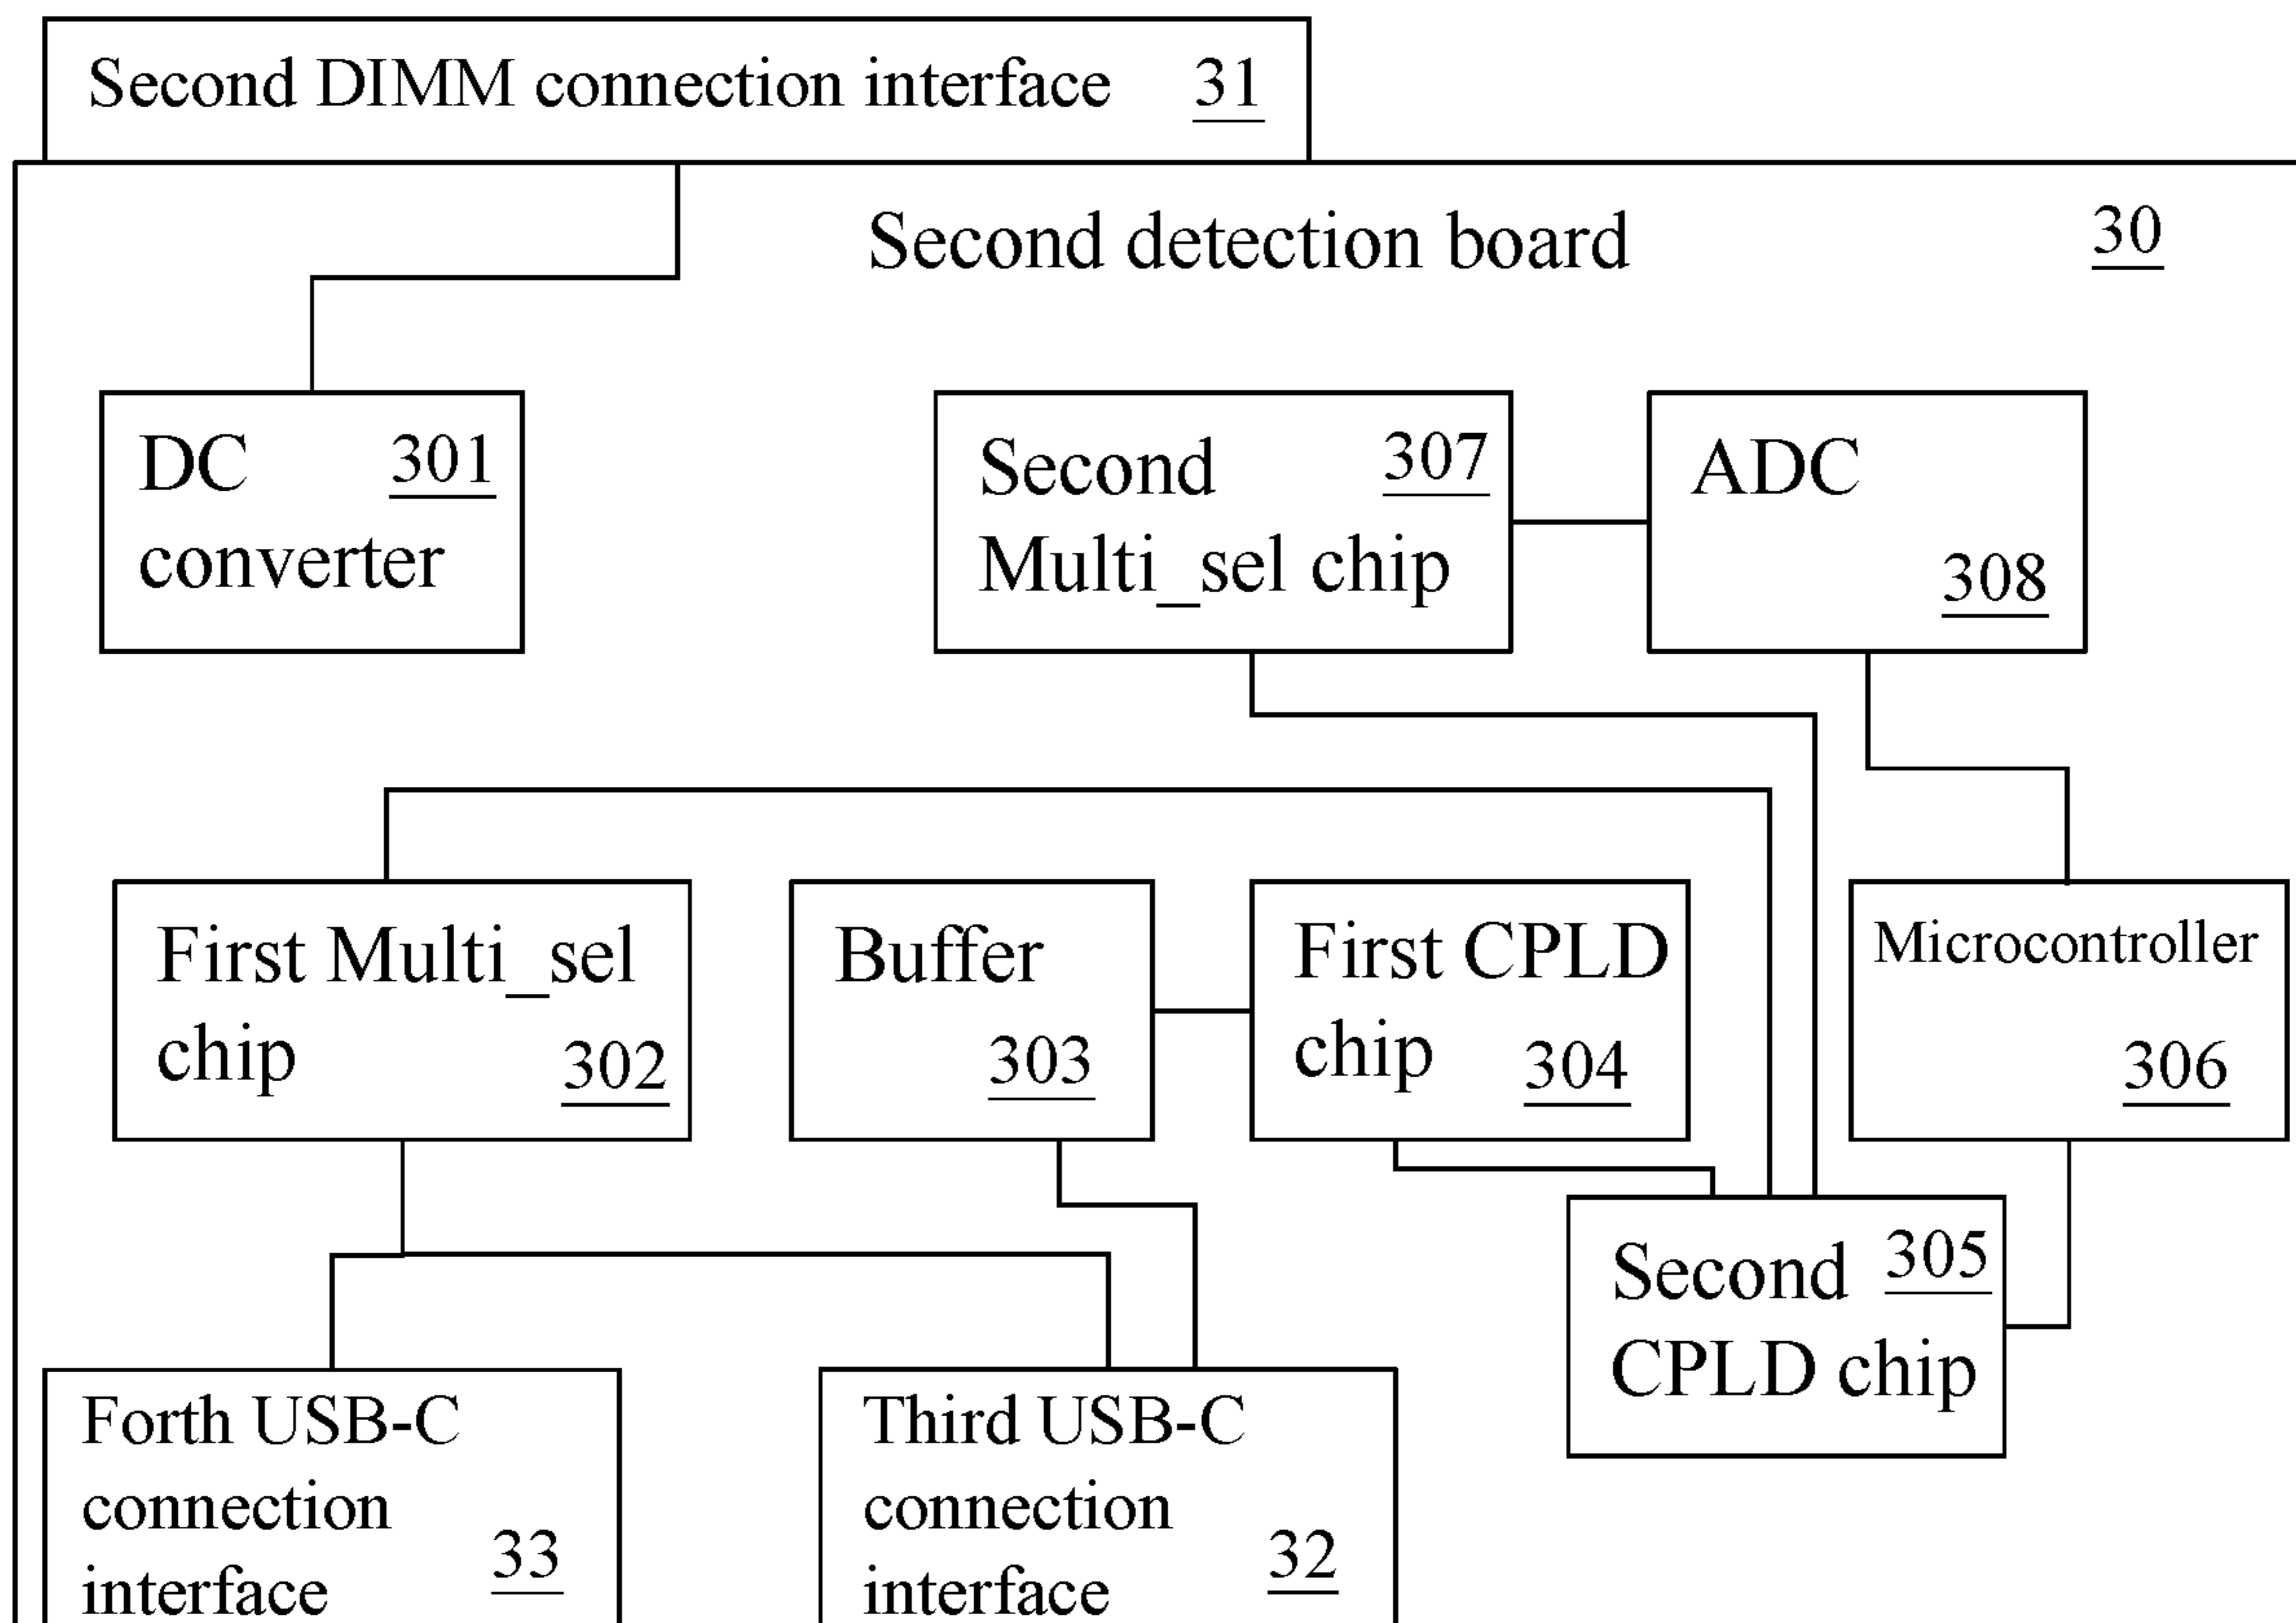 Second DIMM connection interface 31
Second detection board 30
DC 301
converter
Second 307
Multi_sel chip
ADC
308
First Multi_sel
chip 302
Buffer
303
First CPLD
chip 304
Microcontroller
306
Second 305
CPLD chip
Forth USB-C
connection
interface 33
Third USB-C
connection
interface 32